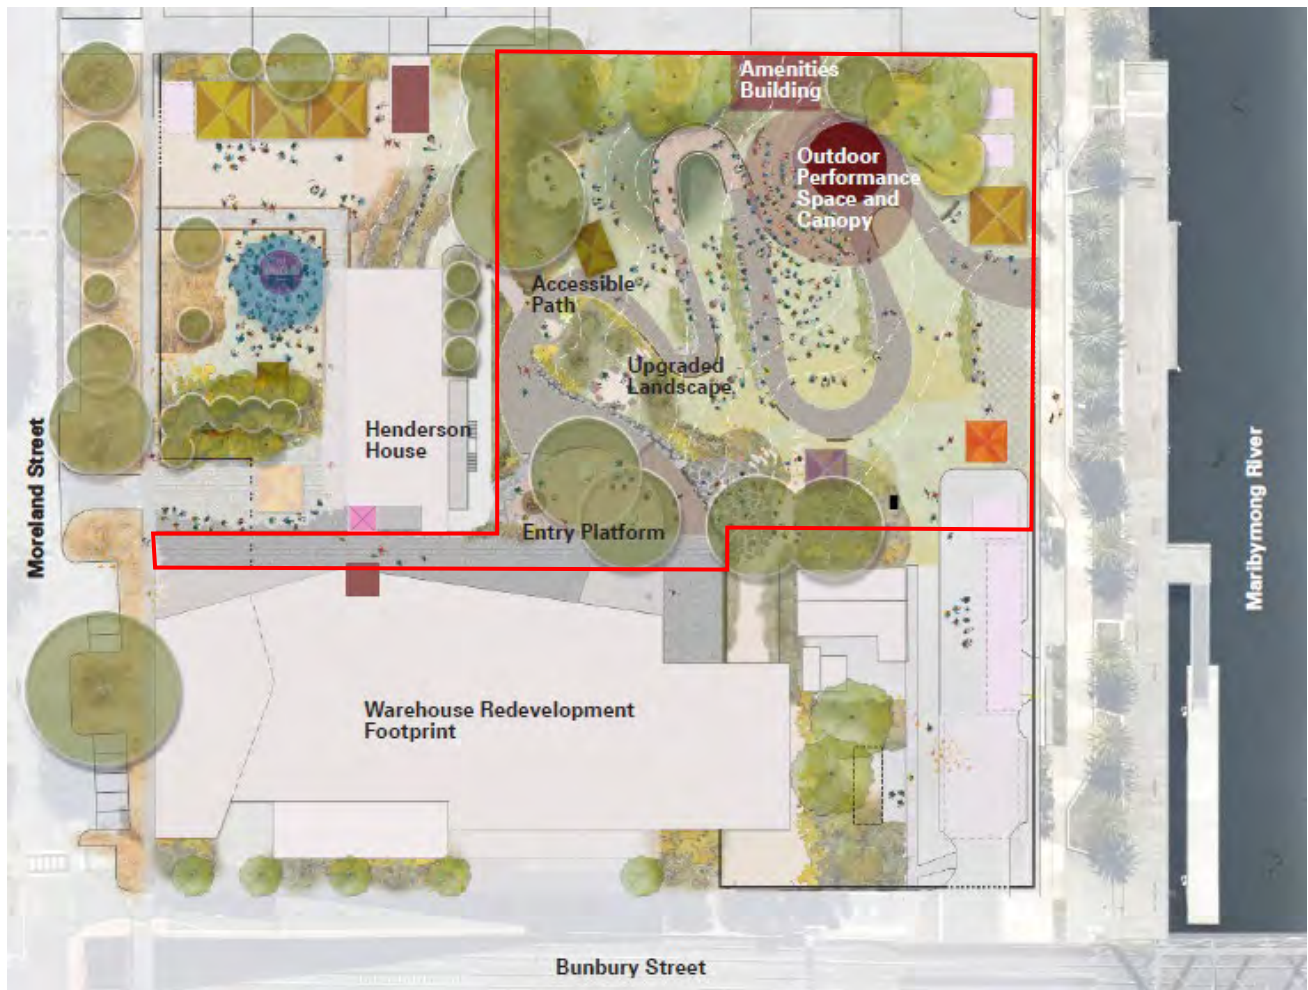 Amenities
Building
Outdoor
Performance
Space and
Canopy
Accessible
Path
Upgraded
Landscape
Henderson
House
Moreland Street
Entry Platform
Maribymong River
Warehouse Redevelopment
Footprint
Bunbury Street